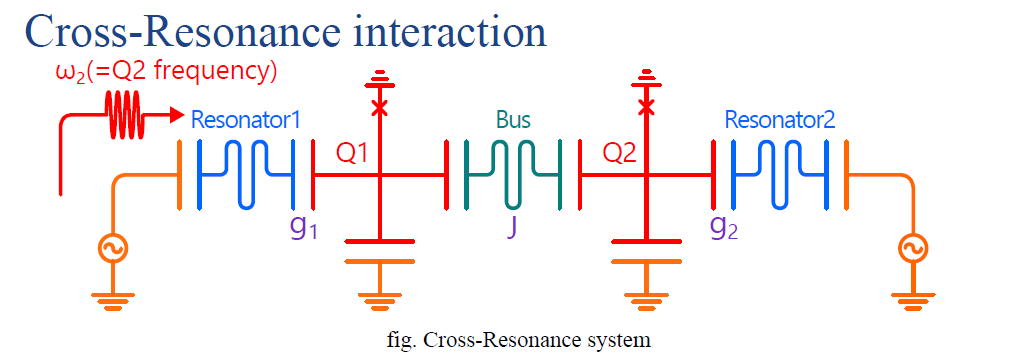 Cross-Resonance interaction
ω₂(=Q2 frequency)
Resonator1
Bus
Resonator2
Q1
Q2
g₁
J
g₂
fig. Cross-Resonance system